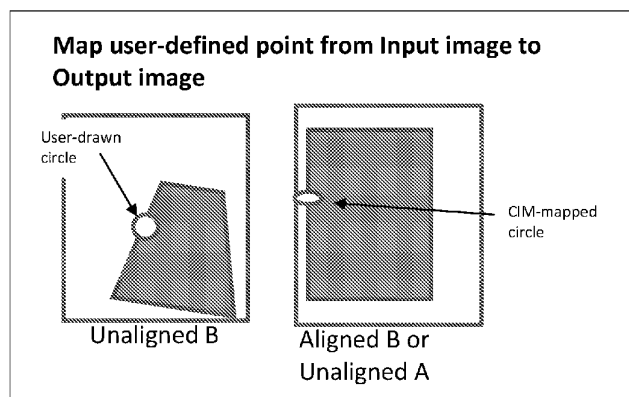 Map user-defined point from Input image to
Output image
User-drawn
circle
CIM-mapped
circle
Unaligned B
Aligned B or
Unaligned A